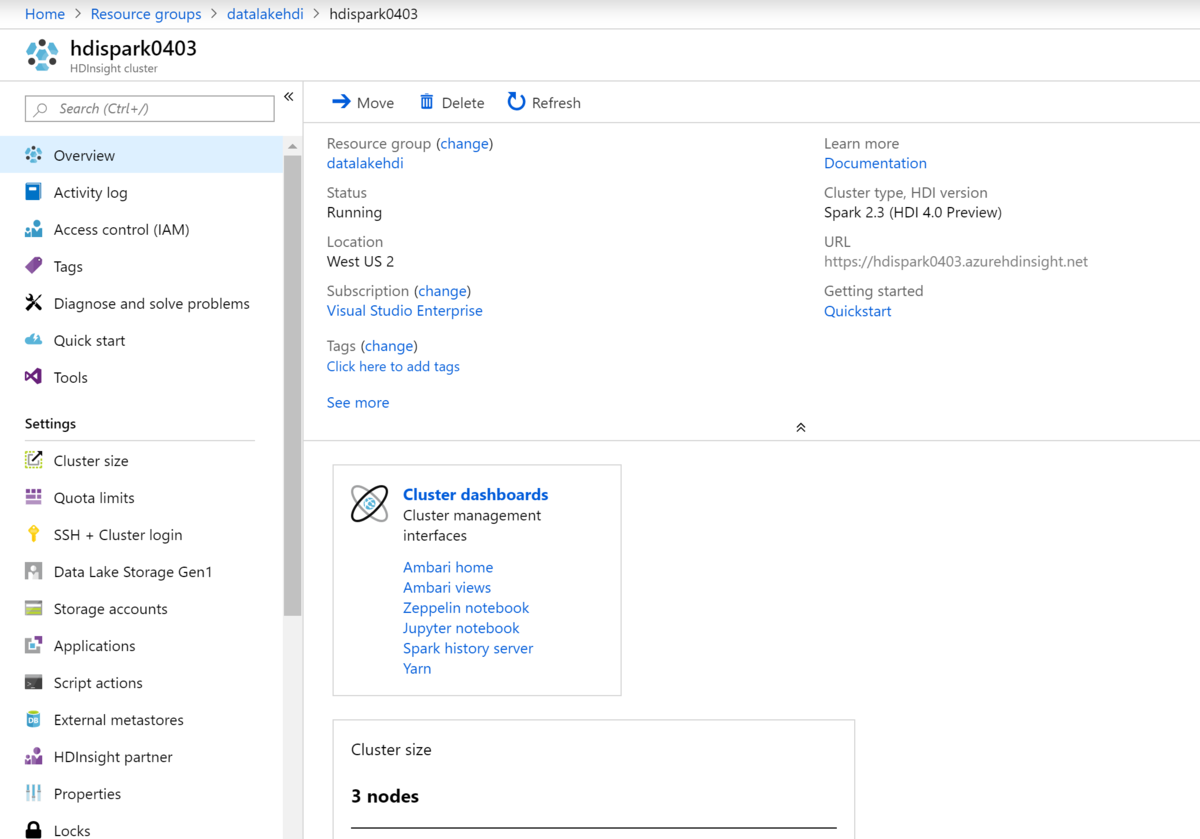 Home > Resource groups > datalakehdi > hdispark0403
hdispark0403
HDInsight cluster
Search (Ctrl+/)
«
Overview
Activity log
Access control (IAM)
Tags
Diagnose and solve problems
Quick start
Tools
Settings
Cluster size
Quota limits
SSH + Cluster login
Data Lake Storage Gen1
Storage accounts
Applications
Script actions
External metastores
HDInsight partner
Properties
Locks
Move Delete Refresh
Resource group (change)
datalakehdi
Status
Running
Location
West US 2
Subscription (change)
Visual Studio Enterprise
Tags (change)
Click here to add tags
See more
Learn more
Documentation
Cluster type, HDI version
Spark 2.3 (HDI 4.0 Preview)
URL
https://hdispark0403.azurehdinsight.net
Getting started
Quickstart
Cluster dashboards
Cluster management
interfaces
Ambari home
Ambari views
Zeppelin notebook
Jupyter notebook
Spark history server
Yarn
Cluster size
3 nodes